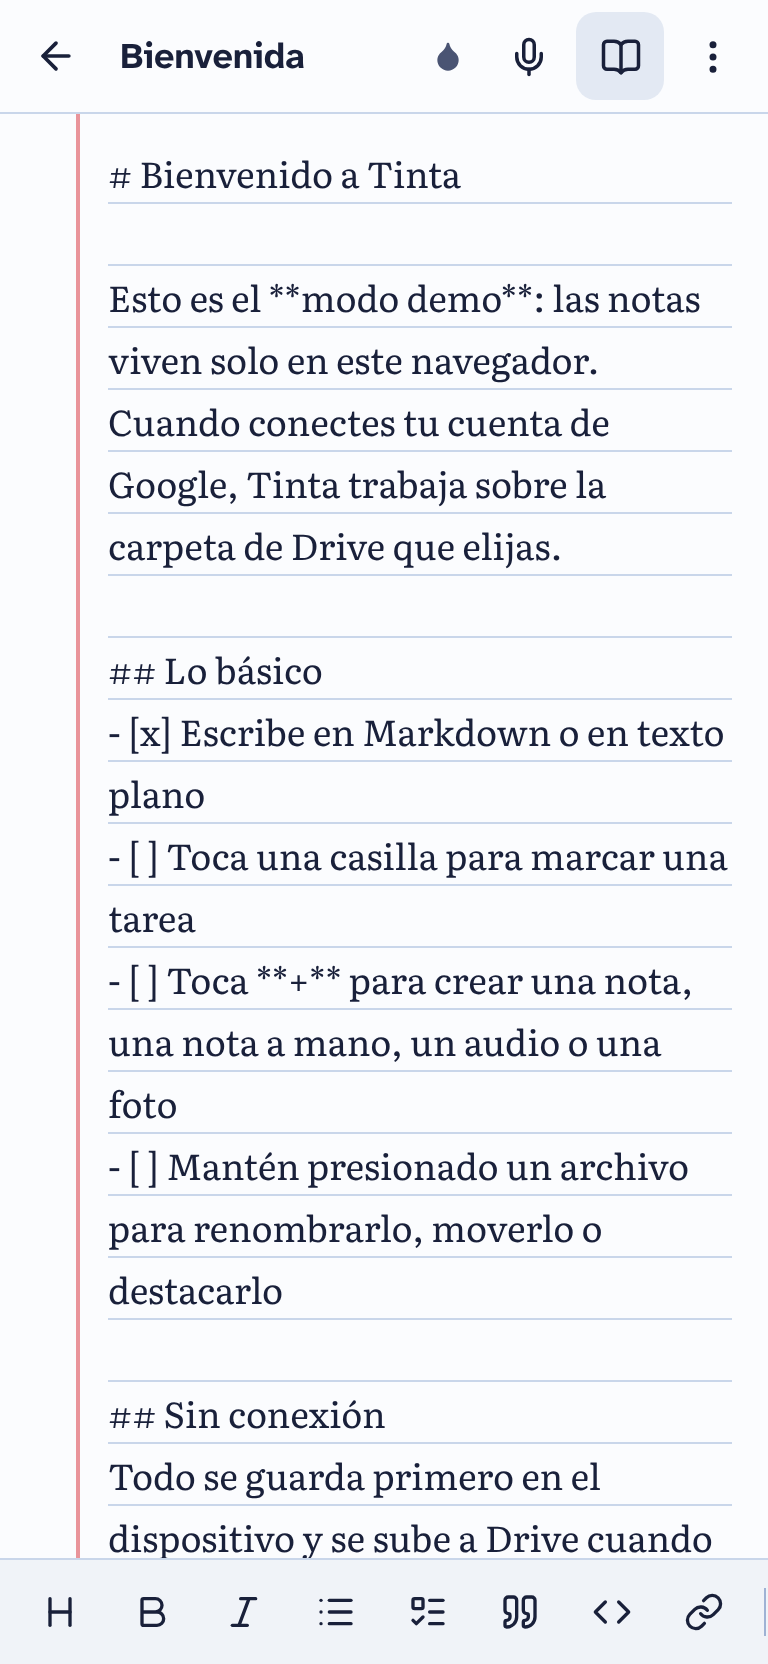 Bienvenida
# Bienvenido a Tinta
Esto es el **modo demo**: las notas
viven solo en este navegador.
Cuando conectes tu cuenta de
Google, Tinta trabaja sobre la
carpeta de Drive que elijas.
## Lo básico
- [x] Escribe en Markdown o en texto
plano
- [ ] Toca una casilla para marcar una
tarea
- [ ] Toca **+** para crear una nota,
una nota a mano, un audio o una
foto
- [ ] Mantén presionado un archivo
para renombrarlo, moverlo o
destacarlo
## Sin conexión
Todo se guarda primero en el
dispositivo y se sube a Drive cuando
H B I